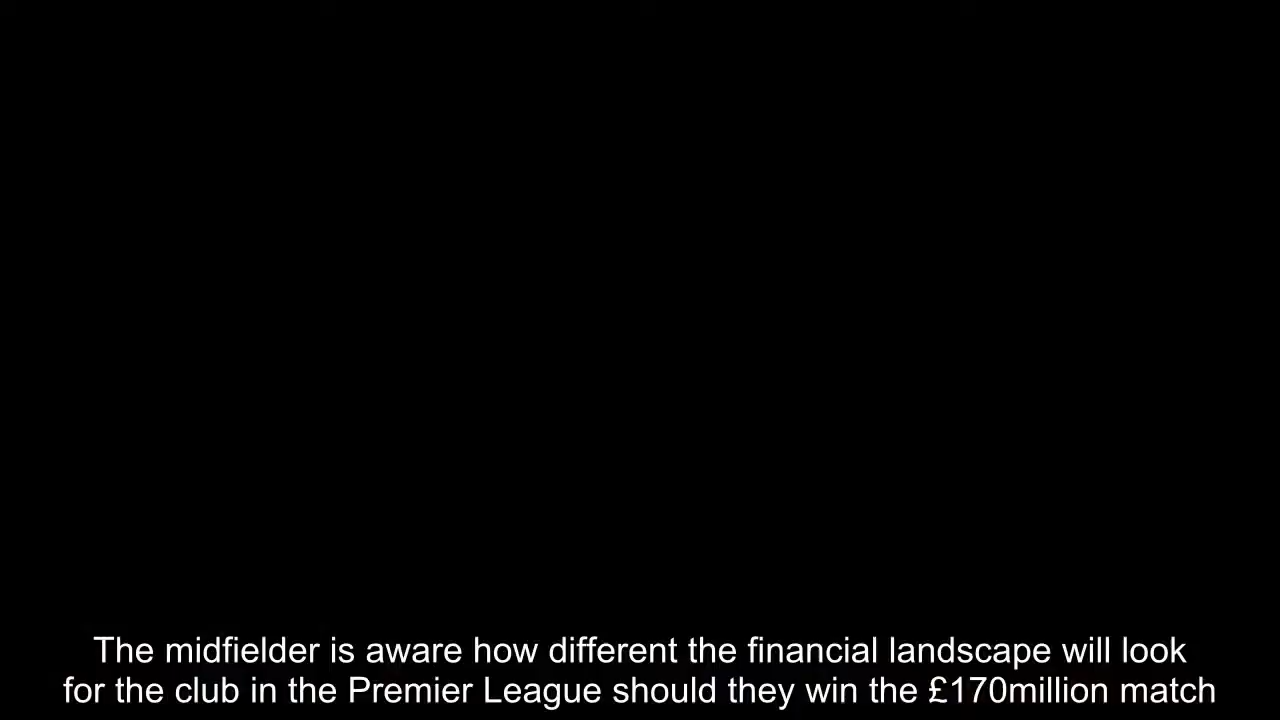 The midfielder is aware how different the financial landscape will look
for the club in the Premier League should they win the £170million match